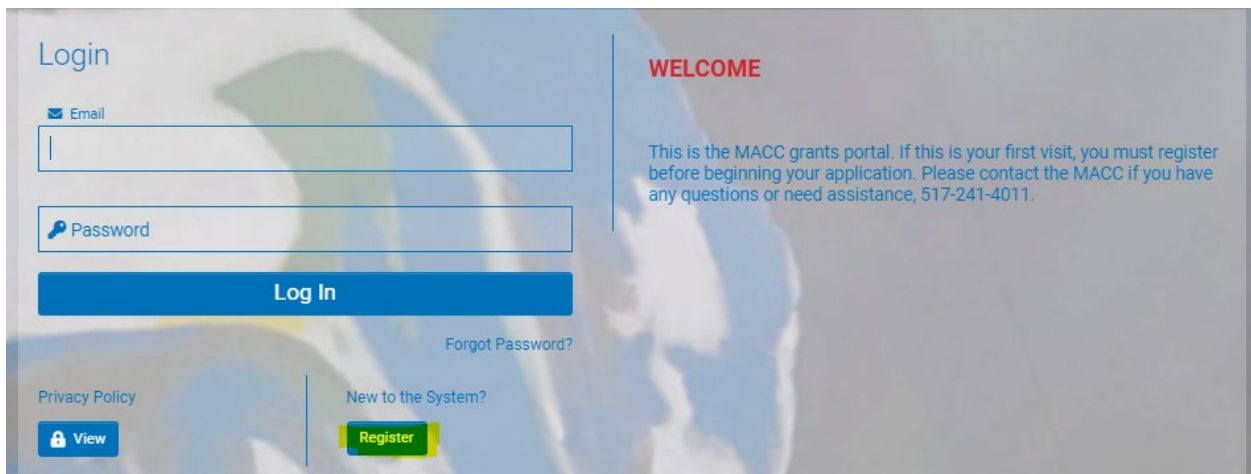 Login
Email
Password
Log In
Forgot Password?
Privacy Policy
View
New to the System?
Register
WELCOME
This is the MACC grants portal. If this is your first visit, you must register
before beginning your application. Please contact the MACC if you have
any questions or need assistance, 517-241-4011.